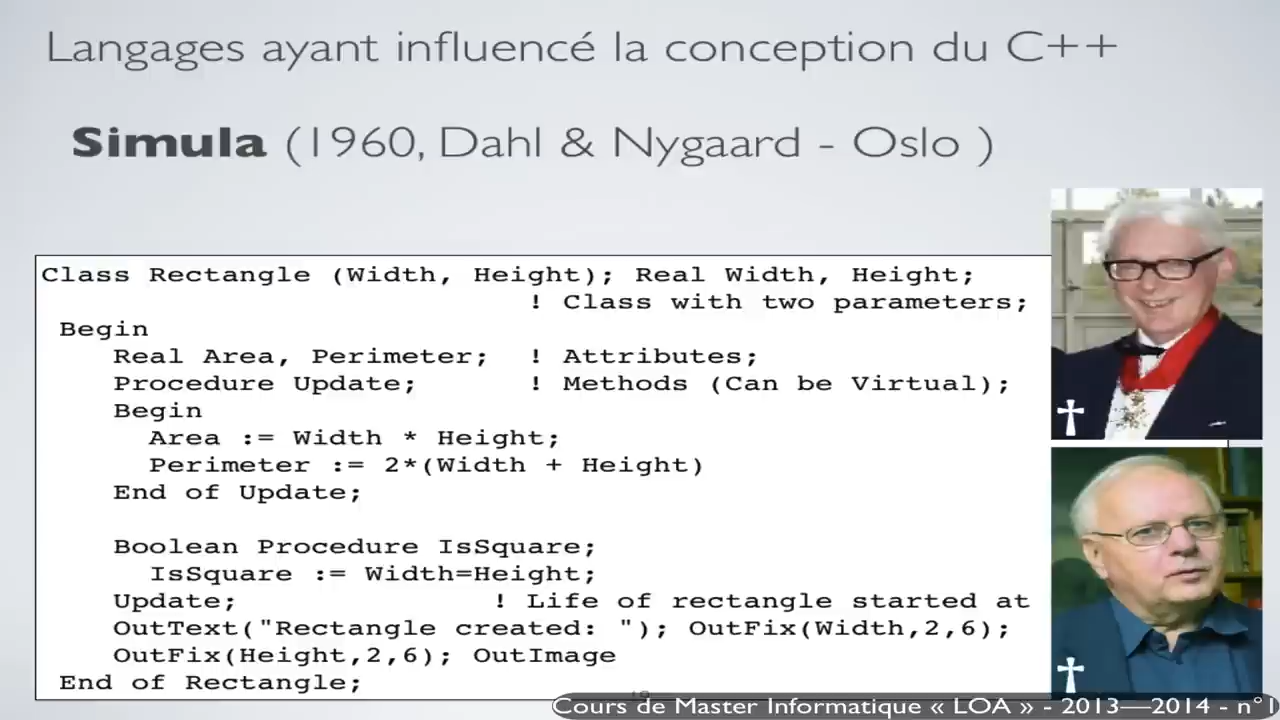 Langages ayant influencé la conception du C++
Simula (1960, Dahl & Nygaard - Oslo )
Class Rectangle (Width, Height); Real Width, Height;
! Class with two parameters;
Begin
Real Area, Perimeter; ! Attributes;
Procedure Update; ! Methods (Can be Virtual);
Begin
Area := Width * Height;
Perimeter := 2*(Width + Height)
End of Update;
Boolean Procedure IsSquare;
IsSquare := Width=Height;
Update; ! Life of rectangle started at
OutText("Rectangle created: "); OutFix(Width,2,6);
OutFix(Height,2,6); OutImage
End of Rectangle;
Cours de Master Informatique « LOA » - 2013—2014 - n°1